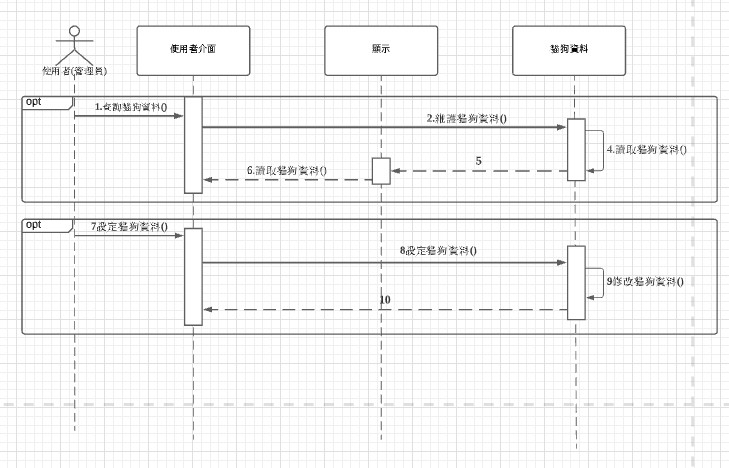 使用者介面
顯示
貓狗資料
使用者(管理員)
opt
1.查詢貓狗資料()
2.維護貓狗資料()
4.讀取貓狗資料()
5
6.讀取貓狗資料()
opt
7設定貓狗資料()
8設定貓狗資料()
9修改貓狗資料()
10